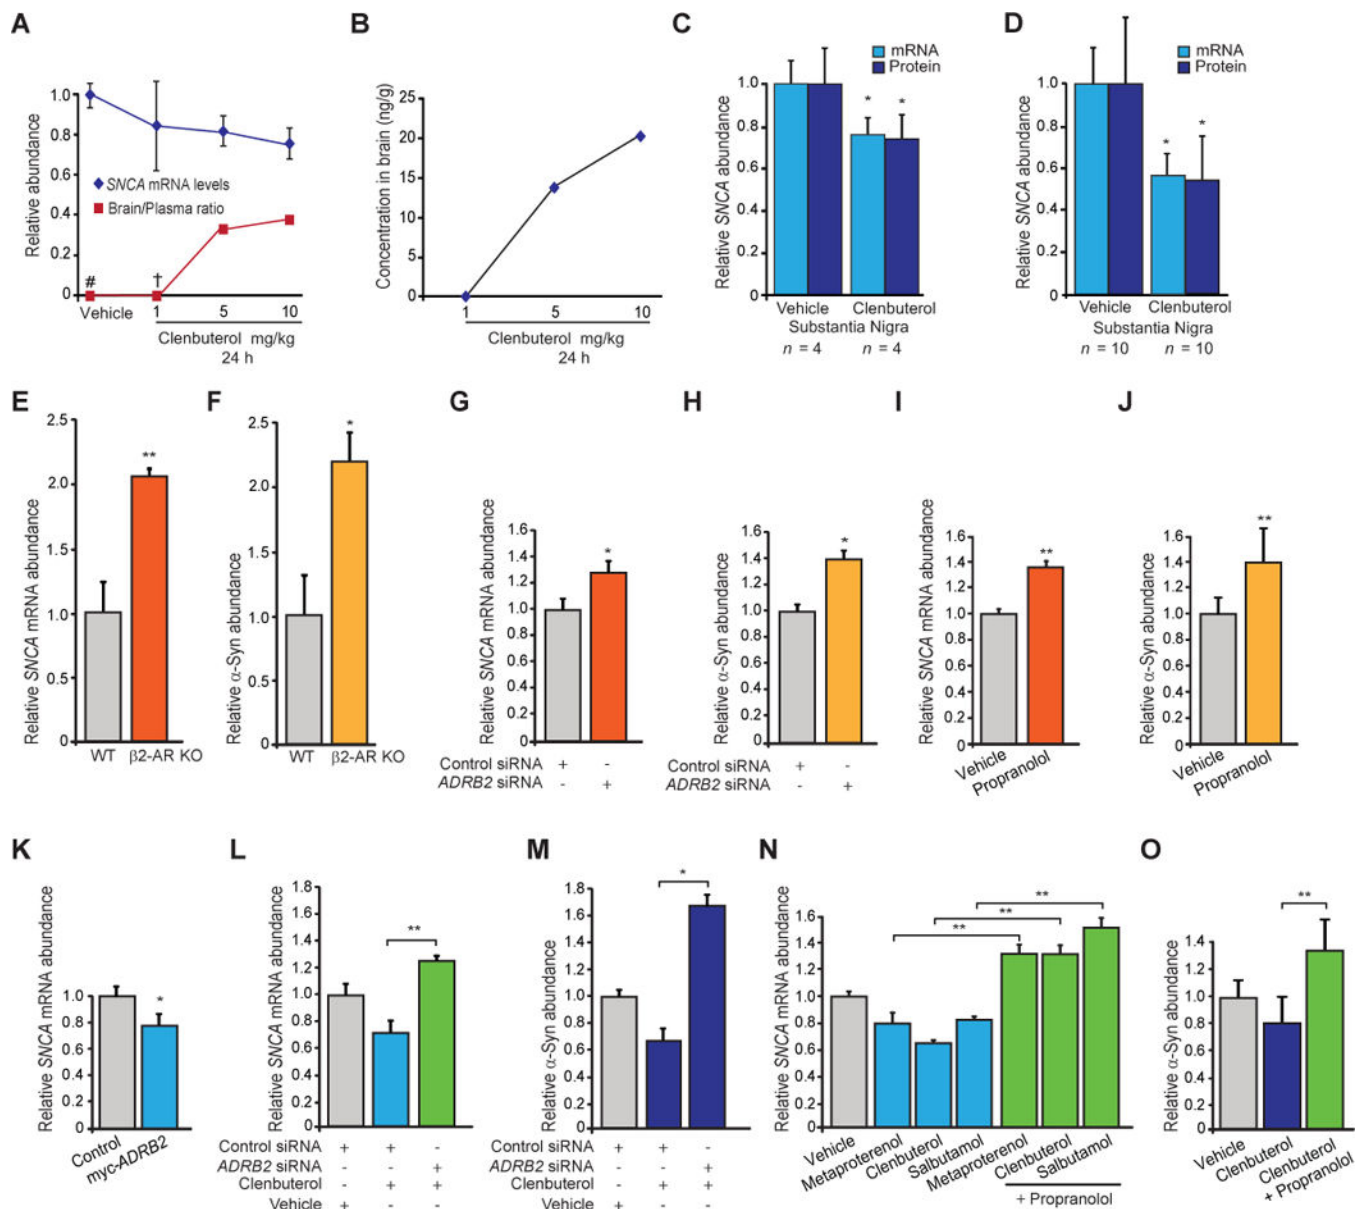 A
Relative abundance
1.0
0.8
0.6
0.4
0.2
0
SNCA mRNA levels
Brain/Plasma ratio
#
†
Vehicle
1
5
10
Clenbuterol mg/kg
24 h
B
Concentration in brain (ng/g)
25
20
15
10
5
0
1
5
10
Clenbuterol mg/kg
24 h
C
mRNA
Protein
Relative SNCA abundance
1.0
0.8
0.6
0.4
0.2
0
* *
Vehicle Clenbuterol
Substantia Nigra
n = 4 n = 4
D
mRNA
Protein
Relative SNCA abundance
1.0
0.8
0.6
0.4
0.2
0
* *
Vehicle Clenbuterol
Substantia Nigra
n = 10 n = 10
E
Relative SNCA mRNA abundance
2.5
2.0
1.5
1.0
0.5
0
**
WT β2-AR KO
F
Relative α-Syn abundance
2.5
2.0
1.5
1.0
0.5
0
*
WT β2-AR KO
G
Relative SNCA mRNA abundance
1.6
1.4
1.2
1.0
0.8
0.6
0.4
0.2
0
*
Control siRNA + -
ADRB2 siRNA - +
H
Relative α-Syn abundance
1.6
1.4
1.2
1.0
0.8
0.6
0.4
0.2
0
*
Control siRNA + -
ADRB2 siRNA - +
I
Relative SNCA mRNA abundance
1.6
1.4
1.2
1.0
0.8
0.6
0.4
0.2
0
**
Vehicle
Propranolol
J
Relative α-Syn abundance
1.6
1.4
1.2
1.0
0.8
0.6
0.4
0.2
0
**
Vehicle
Propranolol
K
Relative SNCA mRNA abundance
1.0
0.8
0.6
0.4
0.2
0
*
Control
myc-ADRB2
L
Relative SNCA mRNA abundance
1.8
1.6
1.4
1.2
1.0
0.8
0.6
0.4
0.2
0
**
Control siRNA + + -
ADRB2 siRNA - - +
Clenbuterol - + +
Vehicle + - -
M
Relative α-Syn abundance
1.8
1.6
1.4
1.2
1.0
0.8
0.6
0.4
0.2
0
*
Control siRNA + + -
ADRB2 siRNA - - +
Clenbuterol - + +
Vehicle + - -
N
Relative SNCA mRNA abundance
1.6
1.4
1.2
1.0
0.8
0.6
0.4
0.2
0
**
**
**
Vehicle
Metaproterenol
Clenbuterol
Salbutamol
Metaproterenol
Clenbuterol
Salbutamol
+ Propranolol
O
Relative α-Syn abundance
1.4
1.2
1.0
0.8
0.6
0.4
0.2
0
**
Vehicle
Clenbuterol
Clenbuterol
+ Propranolol